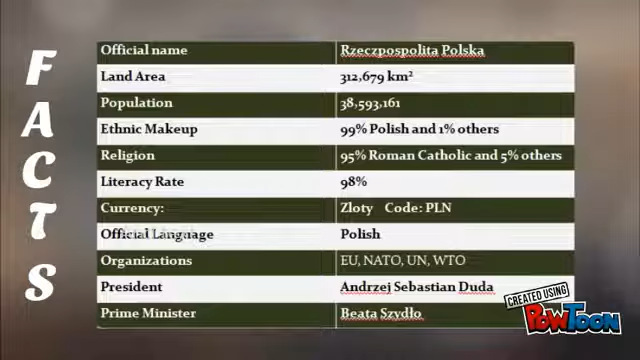 FACTS
Official name Rzeczpospolita Polska
Land Area 312,679 km²
Population 38,593,161
Ethnic Makeup 99% Polish and 1% others
Religion 95% Roman Catholic and 5% others
Literacy Rate 98%
Currency: Zloty Code: PLN
Official Language Polish
Organizations EU, NATO, UN, WTO
President Andrzej Sebastian Duda
Prime Minister Beata Szydło
CREATED USING
POWTOON